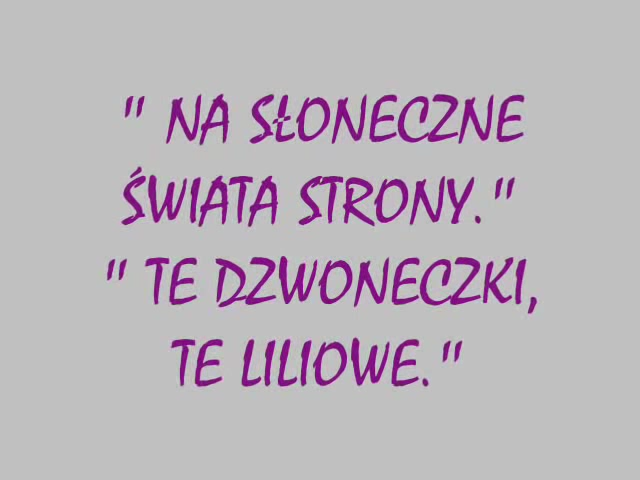 " NA SŁONECZNE
ŚWIATA STRONY."
" TE DZWONECZKI,
TE LILIOWE."